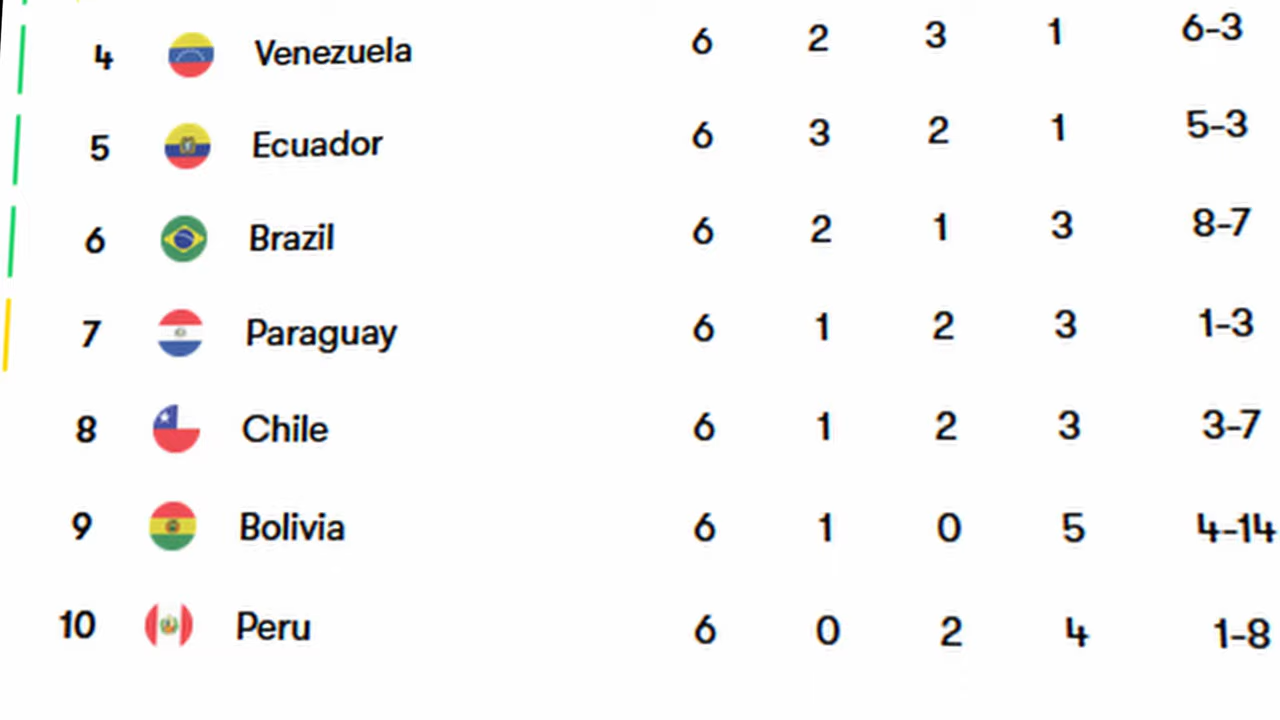 4 Venezuela 6 2 3 1 6-3
5 Ecuador 6 3 2 1 5-3
6 Brazil 6 2 1 3 8-7
7 Paraguay 6 1 2 3 1-3
8 Chile 6 1 2 3 3-7
9 Bolivia 6 1 0 5 4-14
10 Peru 6 0 2 4 1-8